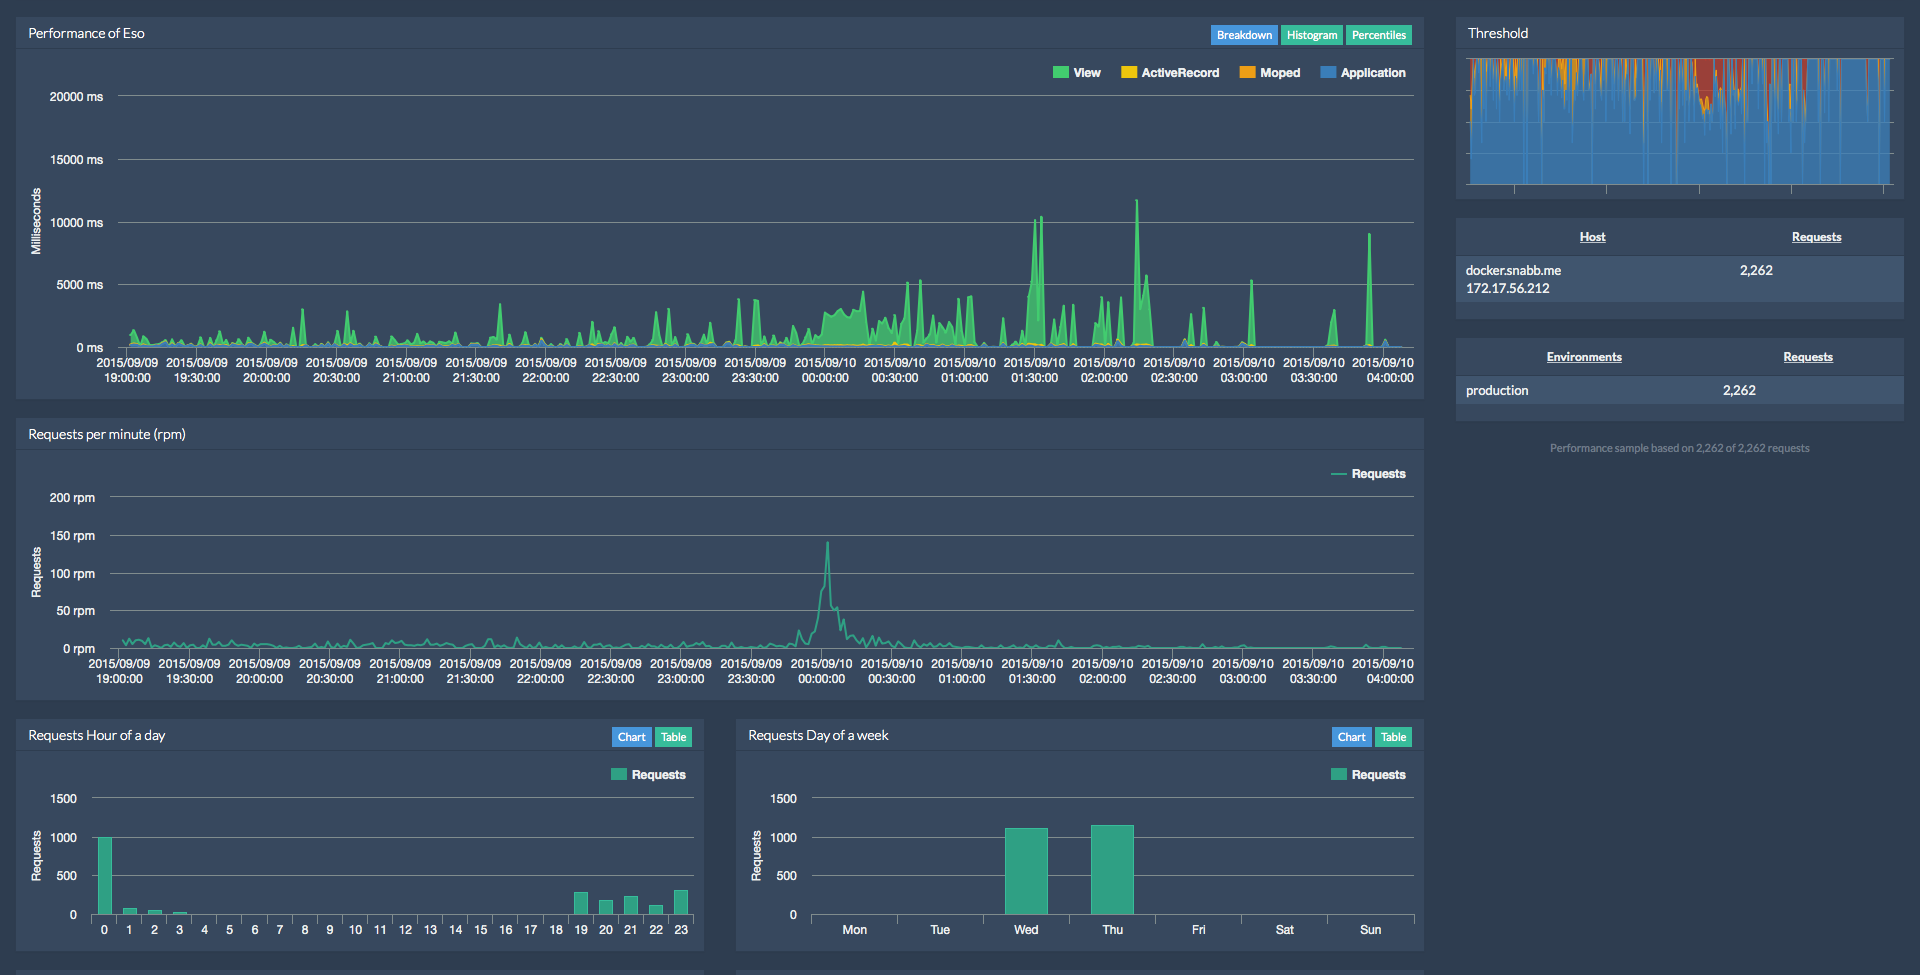 Performance of Eso
Breakdown Histogram Percentiles
View ActiveRecord Moped Application
Milliseconds
20000 ms
15000 ms
10000 ms
5000 ms
0 ms
2015/09/09 2015/09/09 2015/09/09 2015/09/09 2015/09/09 2015/09/09 2015/09/09 2015/09/09 2015/09/09 2015/09/09 2015/09/10 2015/09/10 2015/09/10 2015/09/10 2015/09/10 2015/09/10 2015/09/10 2015/09/10 2015/09/10
19:00:00 19:30:00 20:00:00 20:30:00 21:00:00 21:30:00 22:00:00 22:30:00 23:00:00 23:30:00 00:00:00 00:30:00 01:00:00 01:30:00 02:00:00 02:30:00 03:00:00 03:30:00 04:00:00
Requests per minute (rpm)
Requests
Requests
200 rpm
150 rpm
100 rpm
50 rpm
0 rpm
2015/09/09 2015/09/09 2015/09/09 2015/09/09 2015/09/09 2015/09/09 2015/09/09 2015/09/09 2015/09/09 2015/09/09 2015/09/10 2015/09/10 2015/09/10 2015/09/10 2015/09/10 2015/09/10 2015/09/10 2015/09/10 2015/09/10
19:00:00 19:30:00 20:00:00 20:30:00 21:00:00 21:30:00 22:00:00 22:30:00 23:00:00 23:30:00 00:00:00 00:30:00 01:00:00 01:30:00 02:00:00 02:30:00 03:00:00 03:30:00 04:00:00
Requests Hour of a day
Chart Table
Requests
Requests
1500
1000
500
0
0 1 2 3 4 5 6 7 8 9 10 11 12 13 14 15 16 17 18 19 20 21 22 23
Requests Day of a week
Chart Table
Requests
Requests
1500
1000
500
0
Mon Tue Wed Thu Fri Sat Sun
Threshold
Host Requests
docker.snabb.me 2,262
172.17.56.212
Environments Requests
production 2,262
Performance sample based on 2,262 of 2,262 requests